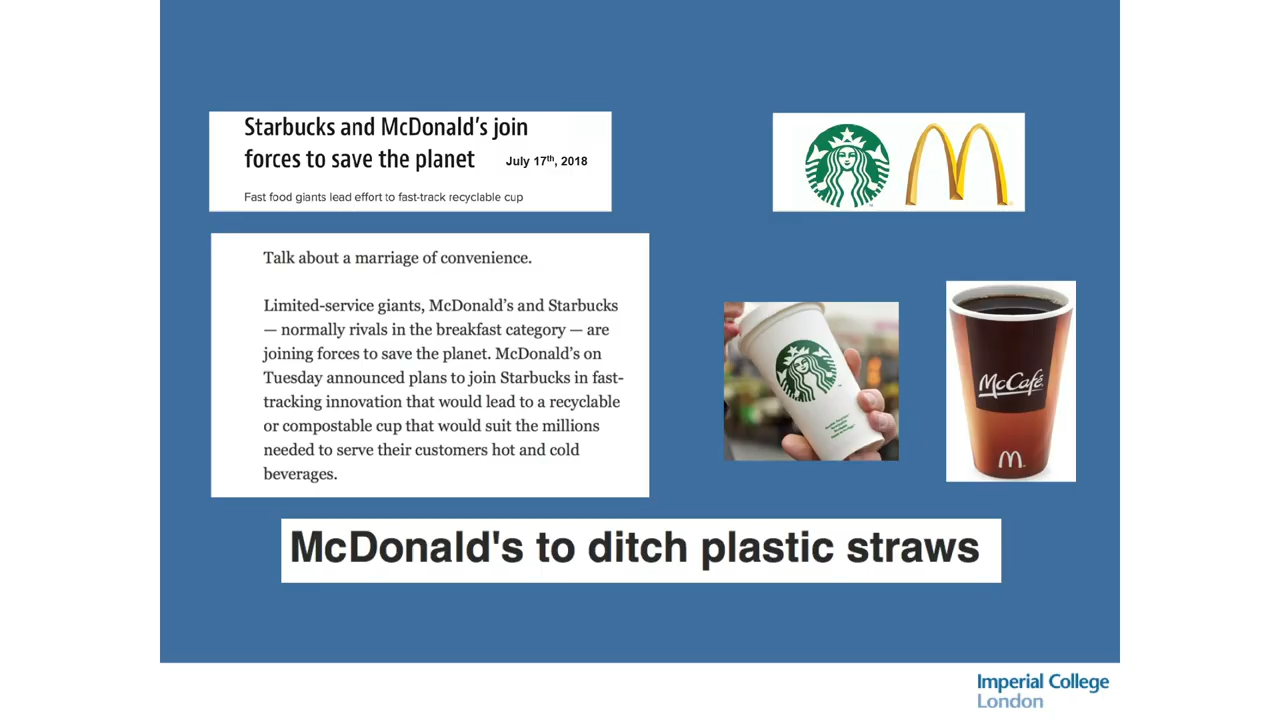 Starbucks and McDonald's join
forces to save the planet
July 17th, 2018
Fast food giants lead effort to fast-track recyclable cup
Talk about a marriage of convenience.
Limited-service giants, McDonald's and Starbucks
— normally rivals in the breakfast category — are
joining forces to save the planet. McDonald's on
Tuesday announced plans to join Starbucks in fast-
tracking innovation that would lead to a recyclable
or compostable cup that would suit the millions
needed to serve their customers hot and cold
beverages.
McCafé
McDonald's to ditch plastic straws
Imperial College
London